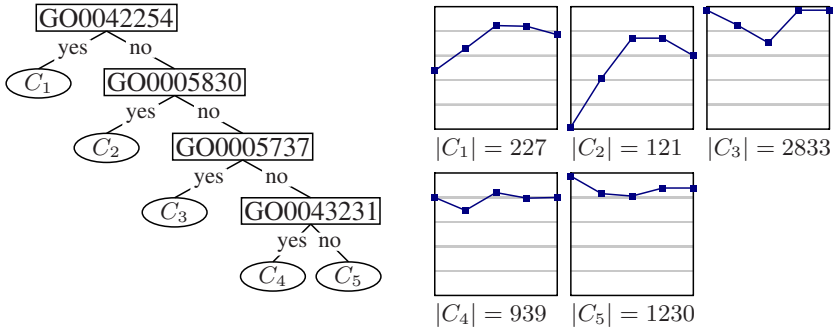 GO0042254
yes no
C₁ GO0005830
yes no
C₂ GO0005737
yes no
C₃ GO0043231
yes no
C₄ C₅
|C₁| = 227 |C₂| = 121 |C₃| = 2833
|C₄| = 939 |C₅| = 1230